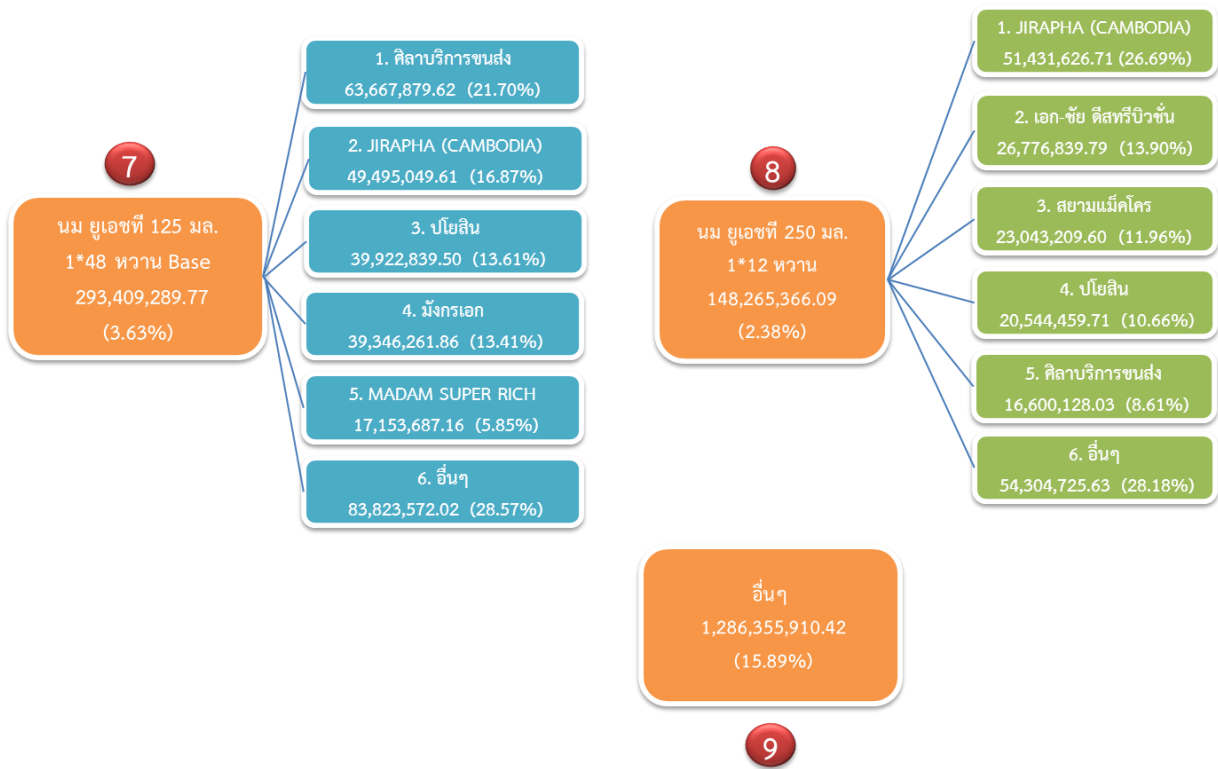 7
นม ยูเอชที 125 มล.
1*48 หวาน Base
293,409,289.77
(3.63%)
1. ศิลาบริการขนส่ง
63,667,879.62 (21.70%)
2. JIRAPHA (CAMBODIA)
49,495,049.61 (16.87%)
3. ปโยสิน
39,922,839.50 (13.61%)
4. มังกรเอก
39,346,261.86 (13.41%)
5. MADAM SUPER RICH
17,153,687.16 (5.85%)
6. อื่นๆ
83,823,572.02 (28.57%)
8
นม ยูเอชที 250 มล.
1*12 หวาน
148,265,366.09
(2.38%)
1. JIRAPHA (CAMBODIA)
51,431,626.71 (26.69%)
2. เอก-ชัย ดีสทรีบิวชั่น
26,776,839.79 (13.90%)
3. สยามแม็คโคร
23,043,209.60 (11.96%)
4. ปโยสิน
20,544,459.71 (10.66%)
5. ศิลาบริการขนส่ง
16,600,128.03 (8.61%)
6. อื่นๆ
54,304,725.63 (28.18%)
อื่นๆ
1,286,355,910.42
(15.89%)
9